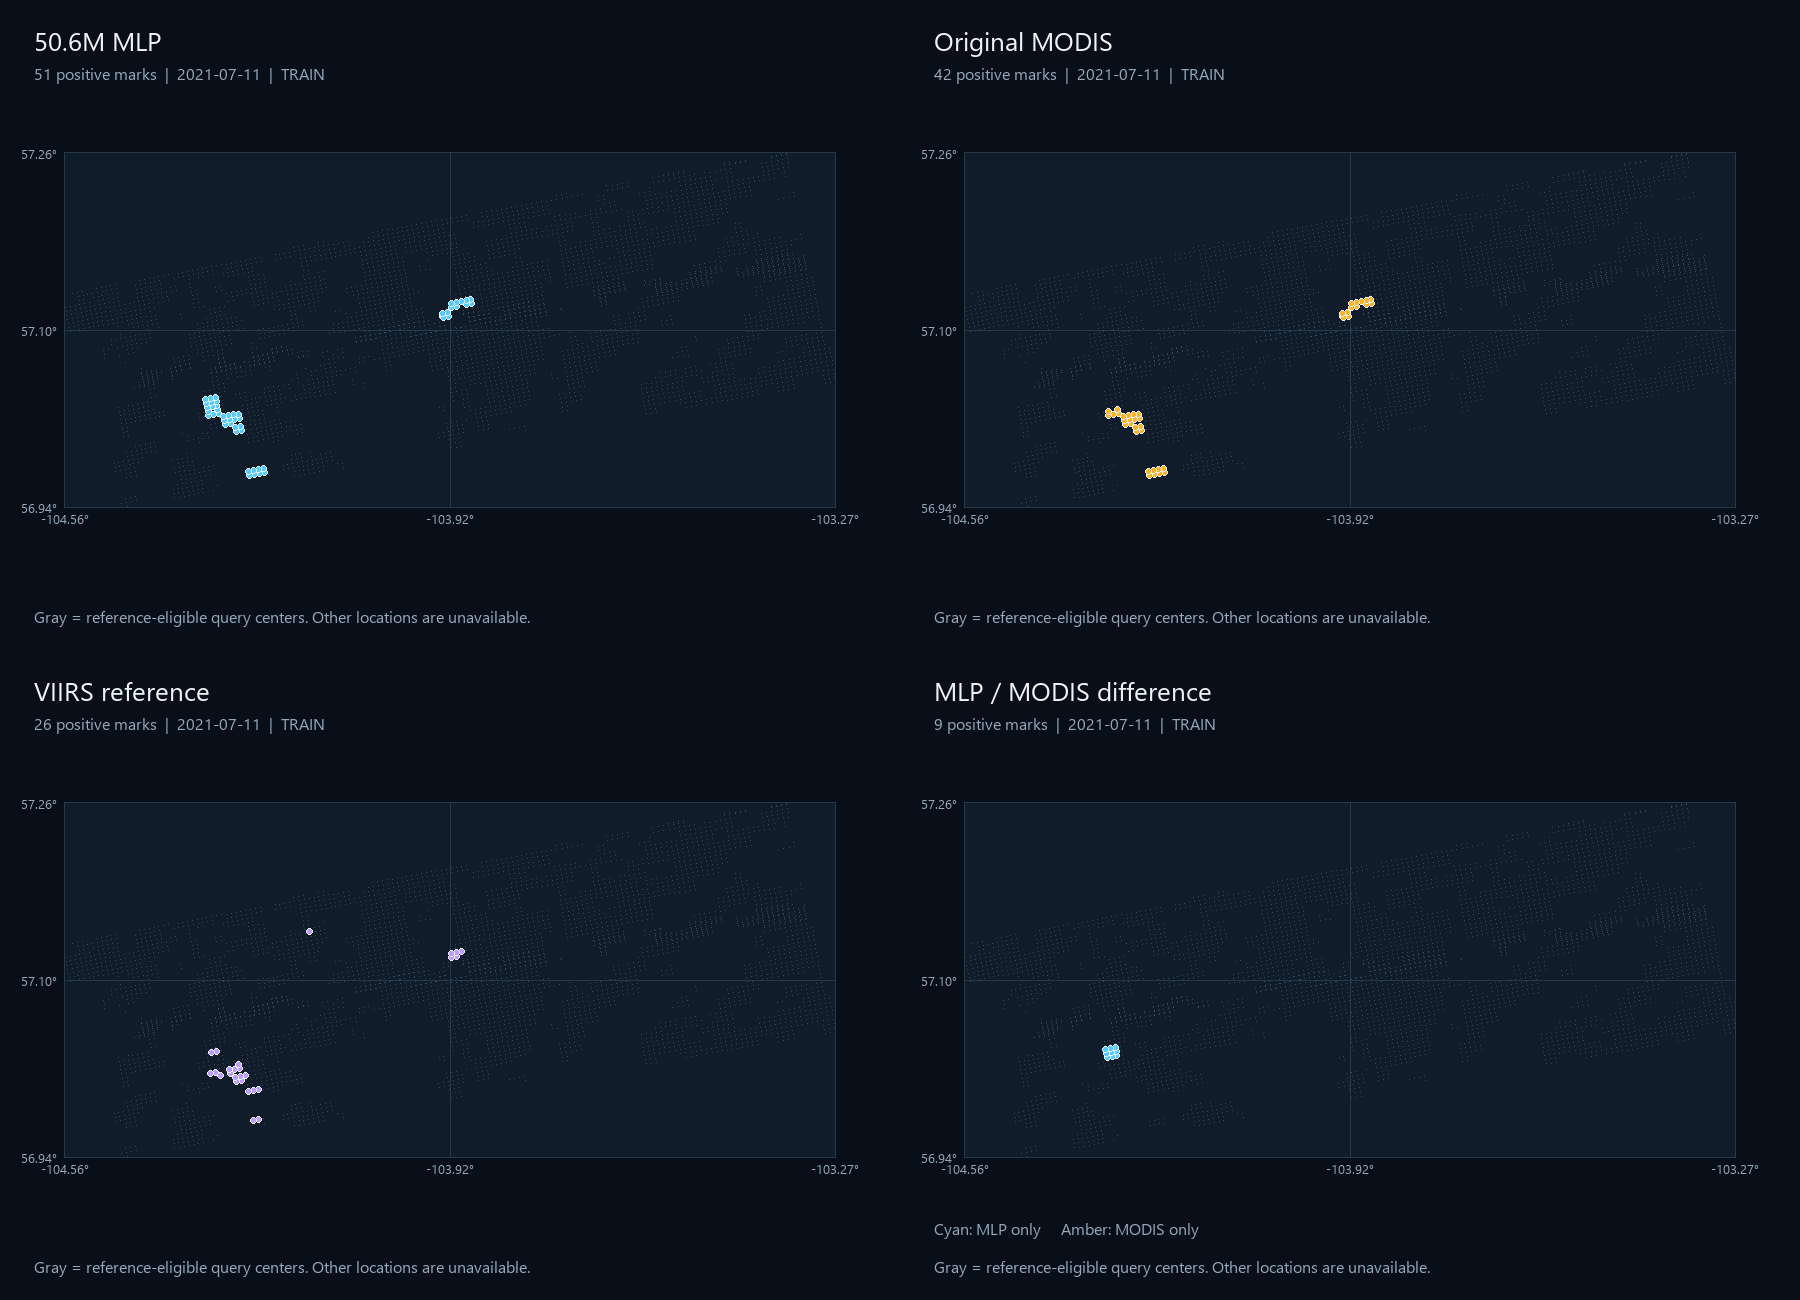 50.6M MLP
51 positive marks | 2021-07-11 | TRAIN
57.26°
57.10°
56.94°
-104.56°
-103.92°
-103.27°
Gray = reference-eligible query centers. Other locations are unavailable.
Original MODIS
42 positive marks | 2021-07-11 | TRAIN
57.26°
57.10°
56.94°
-104.56°
-103.92°
-103.27°
Gray = reference-eligible query centers. Other locations are unavailable.
VIIRS reference
26 positive marks | 2021-07-11 | TRAIN
57.26°
57.10°
56.94°
-104.56°
-103.92°
-103.27°
Gray = reference-eligible query centers. Other locations are unavailable.
MLP / MODIS difference
9 positive marks | 2021-07-11 | TRAIN
57.26°
57.10°
56.94°
-104.56°
-103.92°
-103.27°
Cyan: MLP only Amber: MODIS only
Gray = reference-eligible query centers. Other locations are unavailable.